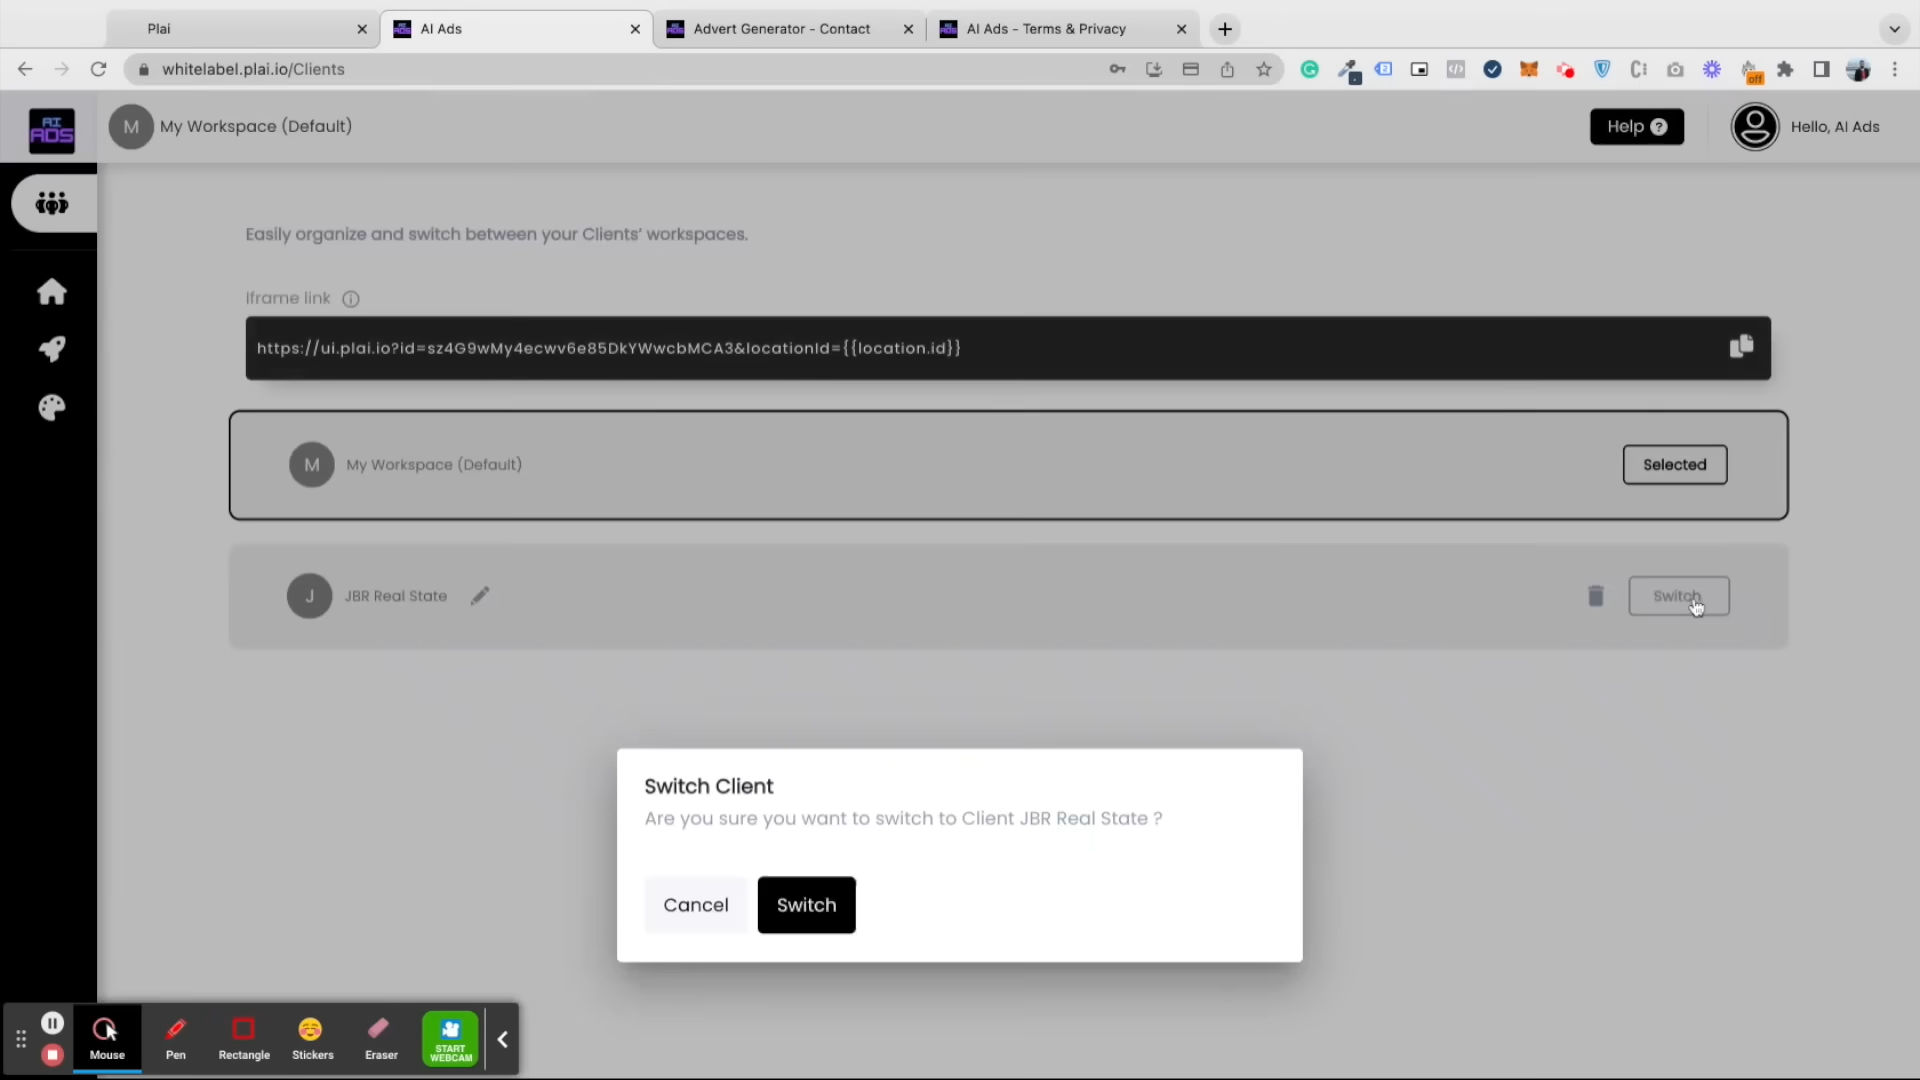 Plai
AI Ads
Advert Generator - Contact
AI Ads - Terms & Privacy
whitelabel.plai.io/Clients
off
AI
ADS
M
My Workspace (Default)
Help ?
Hello, AI Ads
Easily organize and switch between your Clients' workspaces.
Iframe link
https://ui.plai.io?id=sz4G9wMy4ecwv6e85DkYWwcbMCA3&locationId={{location.id}}
M
My Workspace (Default)
Selected
J
JBR Real State
Switch
Switch Client
Are you sure you want to switch to Client JBR Real State ?
Cancel
Switch
Mouse
Pen
Rectangle
Stickers
Eraser
START
WEBCAM